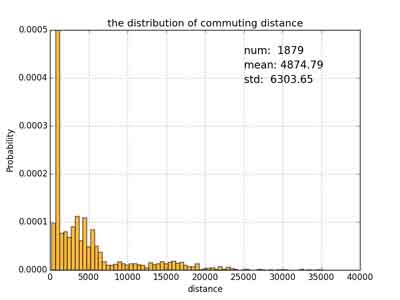 the distribution of commuting distance
num: 1879
mean: 4874.79
std: 6303.65
0.0005
0.0004
0.0003
0.0002
0.0001
0.0000
Probability
0 5000 10000 15000 20000 25000 30000 35000 40000
distance